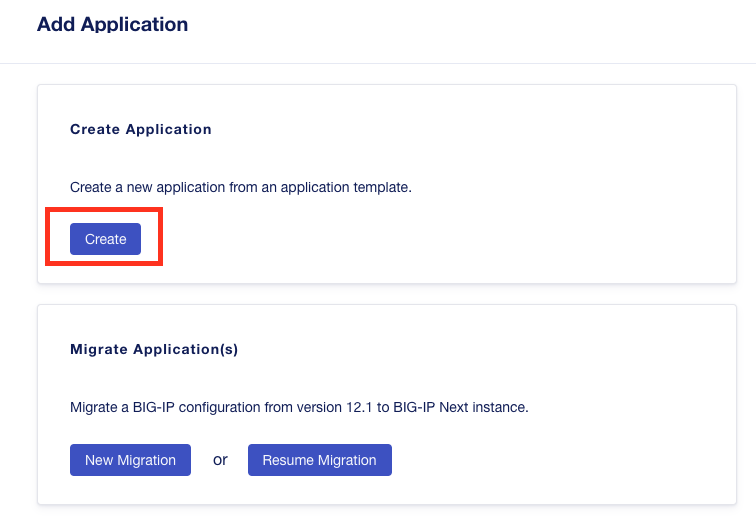 Add Application
Create Application
Create a new application from an application template.
Create
Migrate Application(s)
Migrate a BIG-IP configuration from version 12.1 to BIG-IP Next instance.
New Migration or Resume Migration